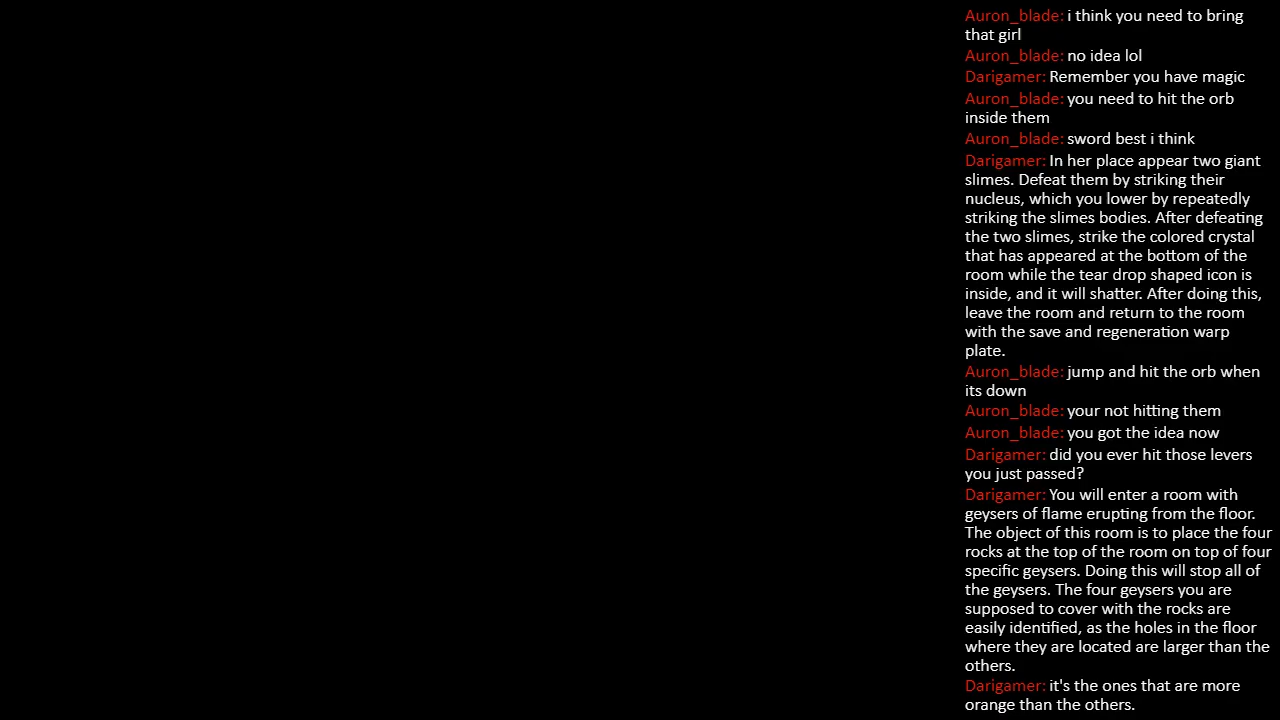 Auron_blade: i think you need to bring
that girl
Auron_blade: no idea lol
Darigamer: Remember you have magic
Auron_blade: you need to hit the orb
inside them
Auron_blade: sword best i think
Darigamer: In her place appear two giant
slimes. Defeat them by striking their
nucleus, which you lower by repeatedly
striking the slimes bodies. After defeating
the two slimes, strike the colored crystal
that has appeared at the bottom of the
room while the tear drop shaped icon is
inside, and it will shatter. After doing this,
leave the room and return to the room
with the save and regeneration warp
plate.
Auron_blade: jump and hit the orb when
its down
Auron_blade: your not hitting them
Auron_blade: you got the idea now
Darigamer: did you ever hit those levers
you just passed?
Darigamer: You will enter a room with
geysers of flame erupting from the floor.
The object of this room is to place the four
rocks at the top of the room on top of four
specific geysers. Doing this will stop all of
the geysers. The four geysers you are
supposed to cover with the rocks are
easily identified, as the holes in the floor
where they are located are larger than the
others.
Darigamer: it's the ones that are more
orange than the others.